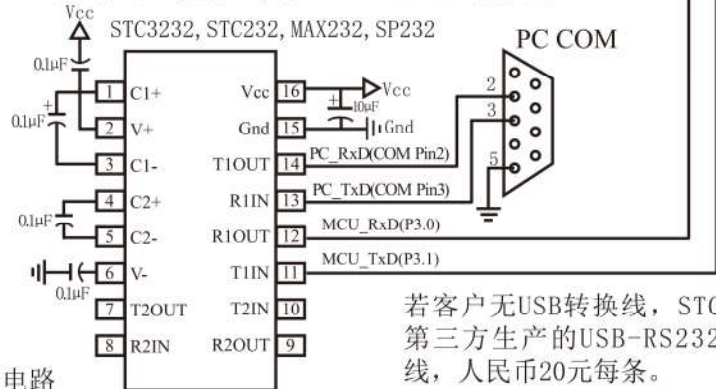 Vcc
STC3232, STC232, MAX232, SP232
PC COM
0.1μF
1 C1+ Vcc 16 Vcc
+ 0.1μF + 10μF
2 V+ Gnd 15 Gnd
3 C1- T1OUT 14 PC_RxD(COM Pin2)
4 C2+ R1IN 13 PC_TxD(COM Pin3)
0.1μF
5 C2- R1OUT 12 MCU_RxD(P3.0)
6 V- T1IN 11 MCU_TxD(P3.1)
0.1μF
7 T2OUT T2IN 10
8 R2IN R2OUT 9
2
3
5
若客户无USB转换线，STC
第三方生产的USB-RS232
线，人民币20元每条。
电路